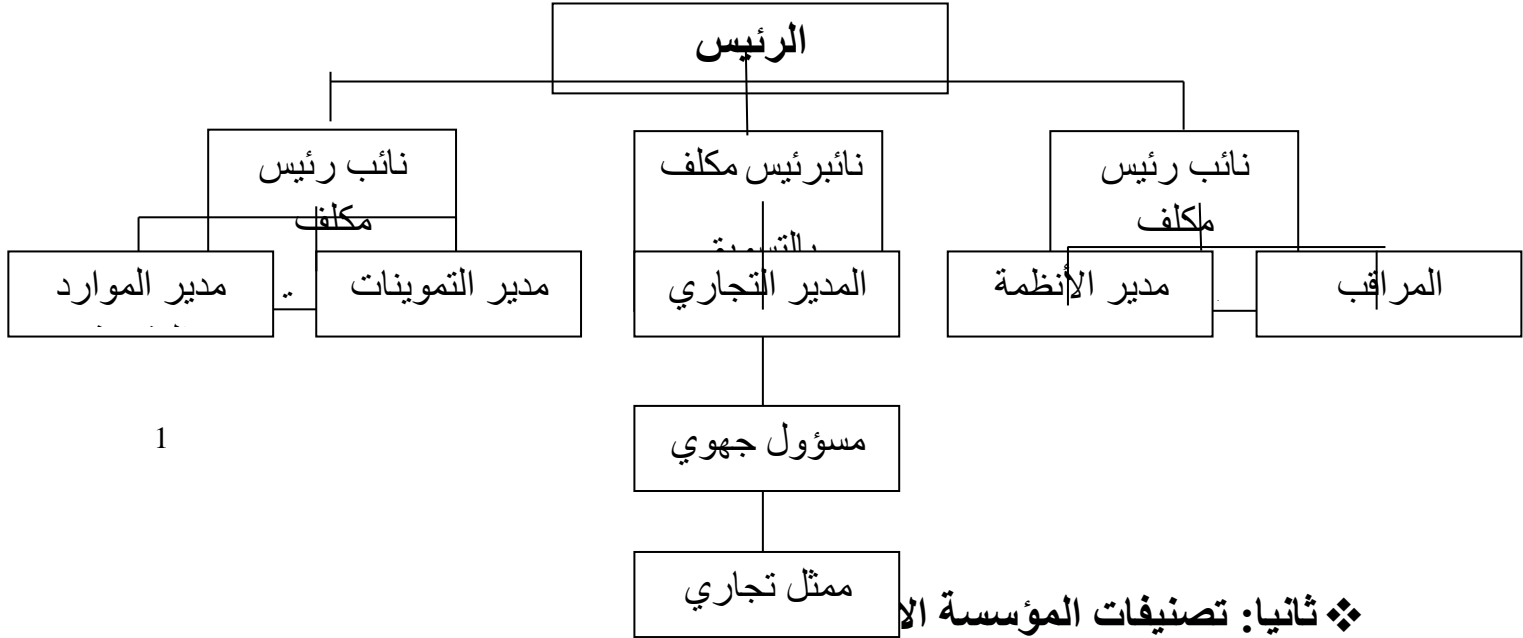 الرئيس
نائب رئيس
مكلف
نائبرئيس مكلف
نائب رئيس
مكلف
المراقب
مدير الأنظمة
المدير التجاري
مدير التموينات
مدير الموارد
مسؤول جهوي
1
ممثل تجاري
❖ ثانيا: تصنيفات المؤسسة